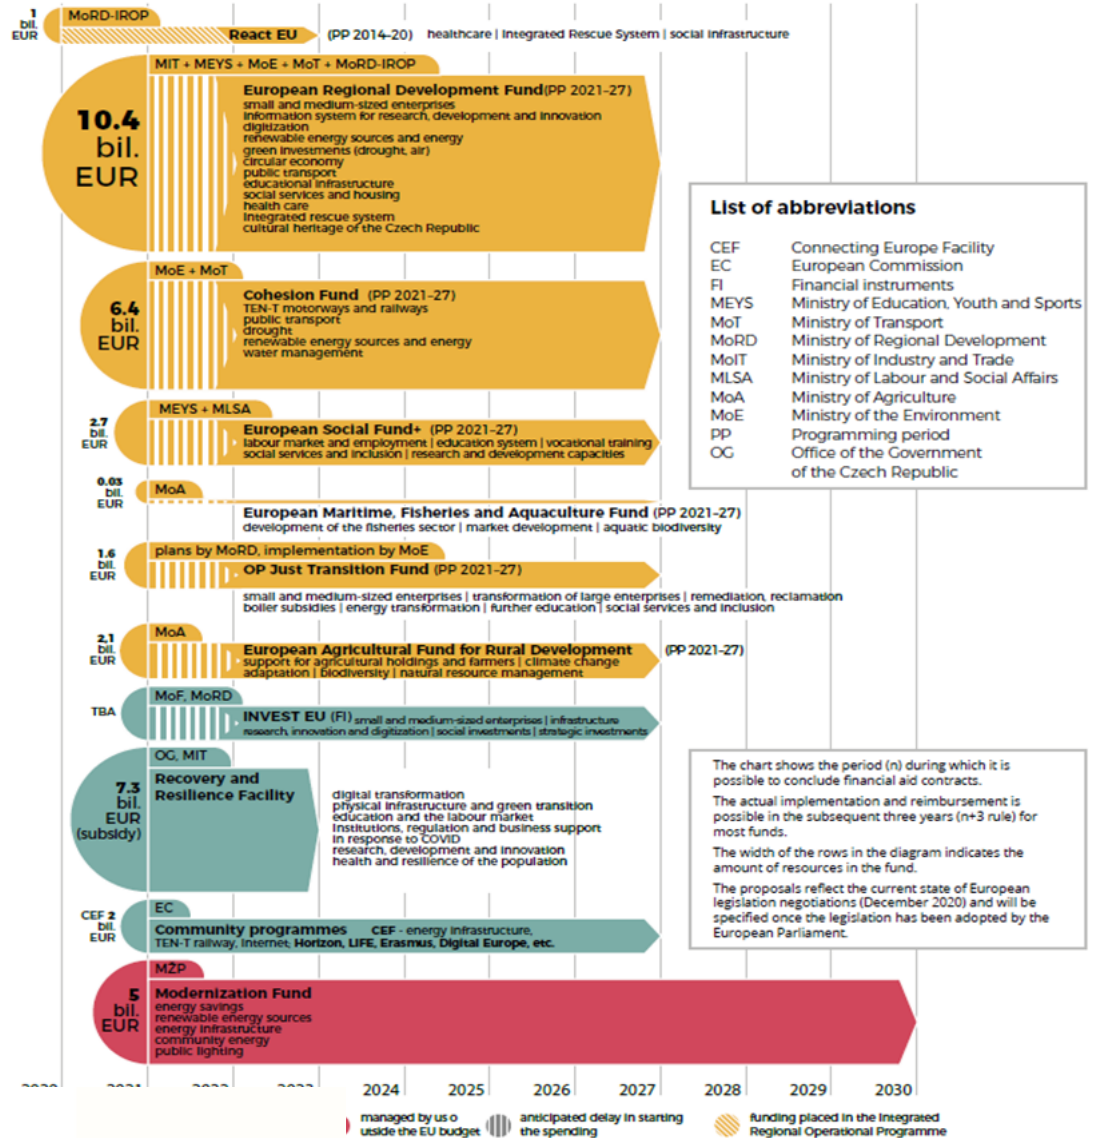 1
bil.
EUR
MoRD-IROP
React EU
(PP 2014-20) healthcare | Integrated Rescue System | social infrastructure
MIT + MEYS + MoE + MoT + MoRD-IROP
10.4
bil.
EUR
European Regional Development Fund(PP 2021-27)
small and medium-sized enterprises
information system for research, development and innovation
digitization
renewable energy sources and energy
green investments (drought, air)
circular economy
public transport
educational infrastructure
social services and housing
health care
Integrated rescue system
cultural heritage of the Czech Republic
MoE + MoT
6.4
bil.
EUR
Cohesion Fund (PP 2021-27)
TEN-T motorways and railways
public transport
drought
renewable energy sources and energy
water management
MEYS + MLSA
2.7
bil.
EUR
European Social Fund+ (PP 2021-27)
labour market and employment | education system | vocational training
social services and inclusion | research and development capacities
0.03
bil.
EUR
MoA
European Maritime, Fisheries and Aquaculture Fund (PP 2021-27)
development of the fisheries sector | market development | aquatic biodiversity
1.6
bil.
EUR
plans by MoRD, implementation by MoE
OP Just Transition Fund (PP 2021-27)
small and medium-sized enterprises | transformation of large enterprises | remediation, reclamation
boiler subsidies | energy transformation | further education | social services and inclusion
2,1
bil.
EUR
MoA
European Agricultural Fund for Rural Development (PP 2021-27)
support for agricultural holdings and farmers | climate change
adaptation | biodiversity | natural resource management
TBA
MoF, MoRD
INVEST EU (FI) small and medium-sized enterprises | infrastructure
research, innovation and digitization | social investments | strategic investments
OG, MIT
7.3
bil.
EUR
(subsidy)
Recovery and
Resilience Facility
digital transformation
physical infrastructure and green transition
education and the labour market
Institutions, regulation and business support
in response to COVID
research, development and innovation
health and resilience of the population
CEF 2
bil.
EUR
EC
Community programmes CEF - energy infrastructure,
TEN-T railway, Internet; Horizon, LIFE, Erasmus, Digital Europe, etc.
MŽP
5
bil.
EUR
Modernization Fund
energy savings
renewable energy sources
energy infrastructure
community energy
public lighting
List of abbreviations
CEF Connecting Europe Facility
EC European Commission
FI Financial instruments
MEYS Ministry of Education, Youth and Sports
MoT Ministry of Transport
MoRD Ministry of Regional Development
MoIT Ministry of Industry and Trade
MLSA Ministry of Labour and Social Affairs
MoA Ministry of Agriculture
MoE Ministry of the Environment
PP Programming period
OG Office of the Government
of the Czech Republic
The chart shows the period (n) during which it is
possible to conclude financial aid contracts.
The actual implementation and reimbursement is
possible in the subsequent three years (n+3 rule) for
most funds.
The width of the rows in the diagram indicates the
amount of resources in the fund.
The proposals reflect the current state of European
legislation negotiations (December 2020) and will be
specified once the legislation has been adopted by the
European Parliament.
2020 2021 2022 2023 2024 2025 2026 2027 2028 2029 2030
managed by us o
utside the EU budget
anticipated delay in starting
the spending
funding placed in the Integrated
Regional Operational Programme